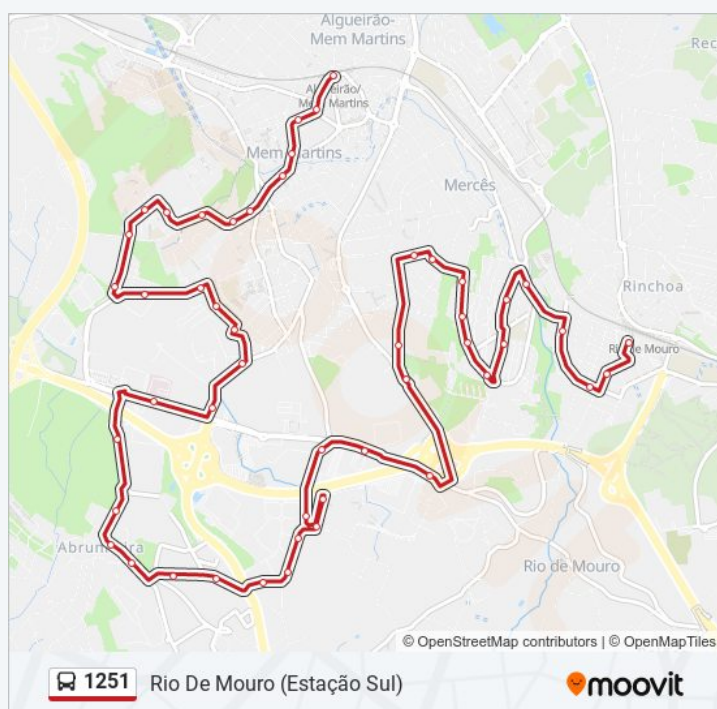 Algueirão-
Mem Martins
Rec
Algueirão/
Mem Martins
Mem Martins
Mercês
Rinchoa
Rio de Mouro
Abrunheira
Rio de Mouro
© OpenStreetMap contributors | © OpenMapTiles
1251 Rio De Mouro (Estação Sul)
moovit